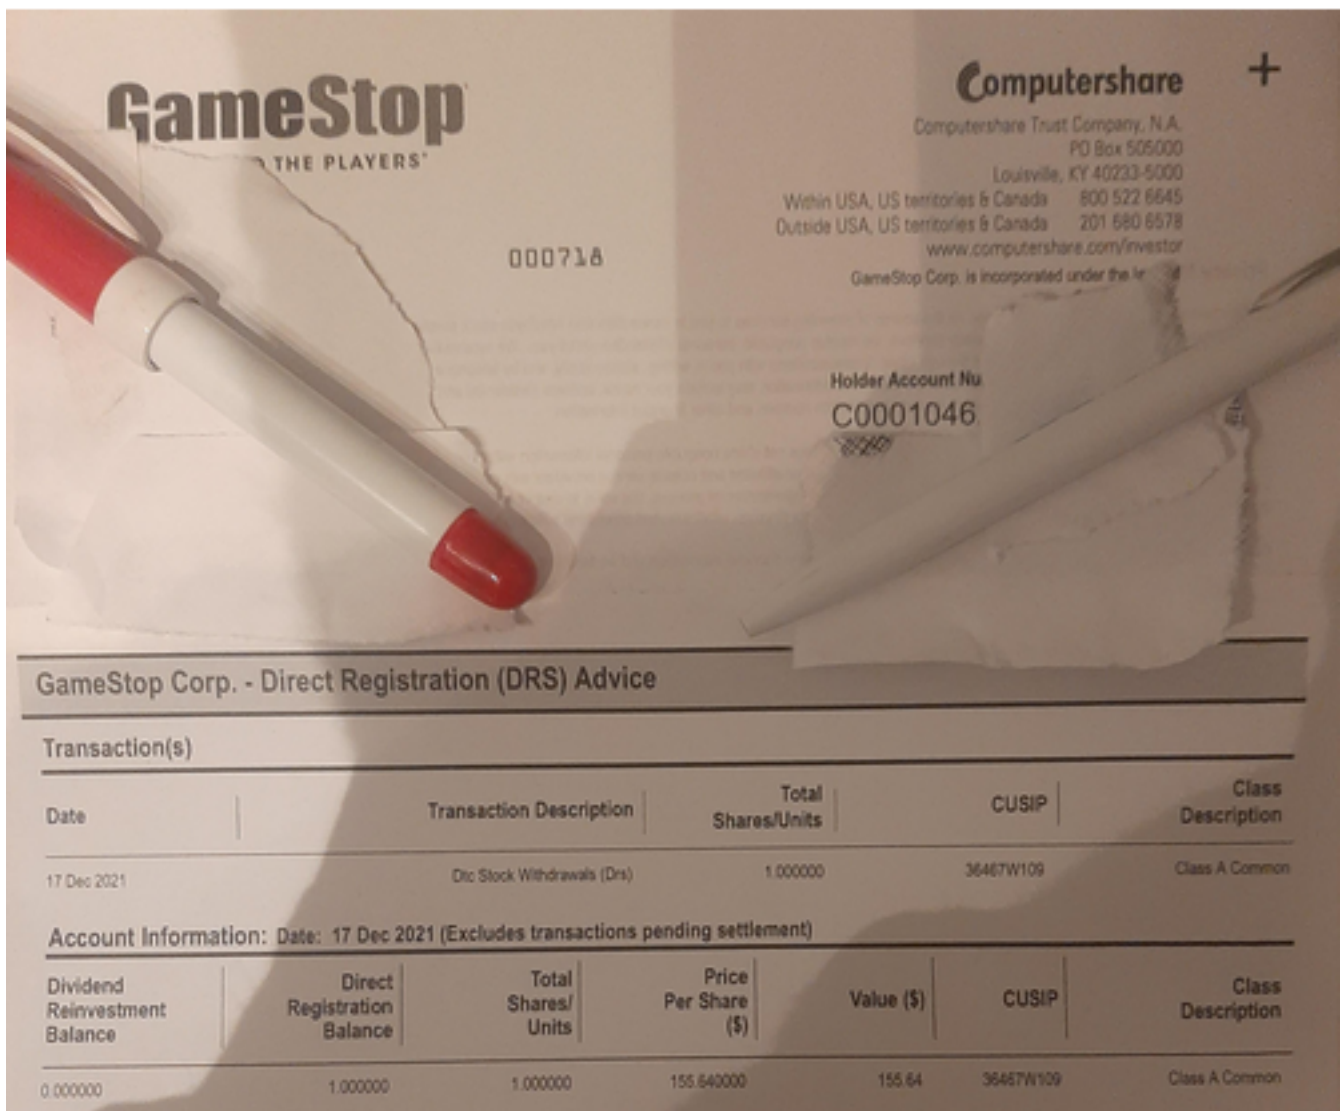 GameStop
THE PLAYERS
Computershare
+
Computershare Trust Company, N.A.
PO Box 505000
Louisville, KY 40233-5000
Within USA, US territories & Canada 800 522 6645
Outside USA, US territories & Canada 201 680 6578
www.computershare.com/investor
GameStop Corp. is incorporated under the
000718
Holder Account Nu
C0001046
GameStop Corp. - Direct Registration (DRS) Advice
Transaction(s)
Date Transaction Description Total Shares/Units CUSIP Class Description
17 Dec 2021 Dtc Stock Withdrawals (Drs) 1.000000 36467W109 Class A Common
Account Information: Date: 17 Dec 2021 (Excludes transactions pending settlement)
Dividend Reinvestment Balance Direct Registration Balance Total Shares/ Units Price Per Share ($) Value ($) CUSIP Class Description
0.000000 1.000000 1.000000 155.640000 155.64 36467W109 Class A Common